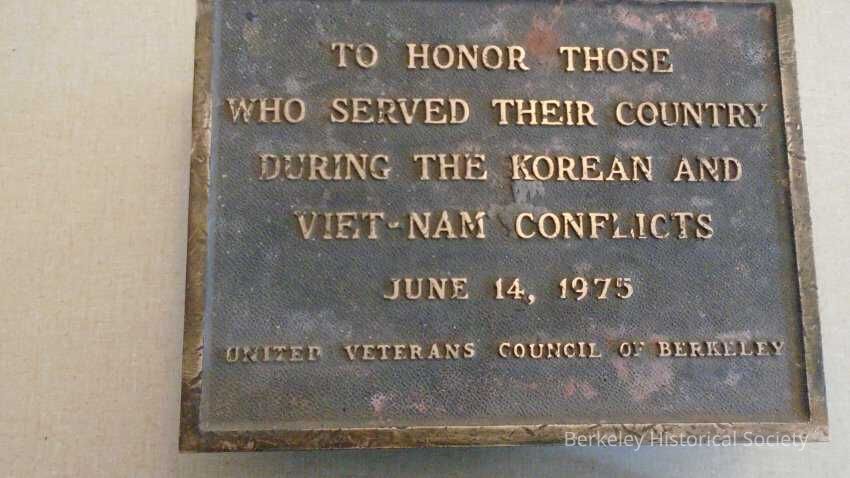 TO HONOR THOSE
WHO SERVED THEIR COUNTRY
DURING THE KOREAN AND
VIET-NAM CONFLICTS
JUNE 14, 1975
UNITED VETERANS COUNCIL OF BERKELEY
Berkeley Historical Society